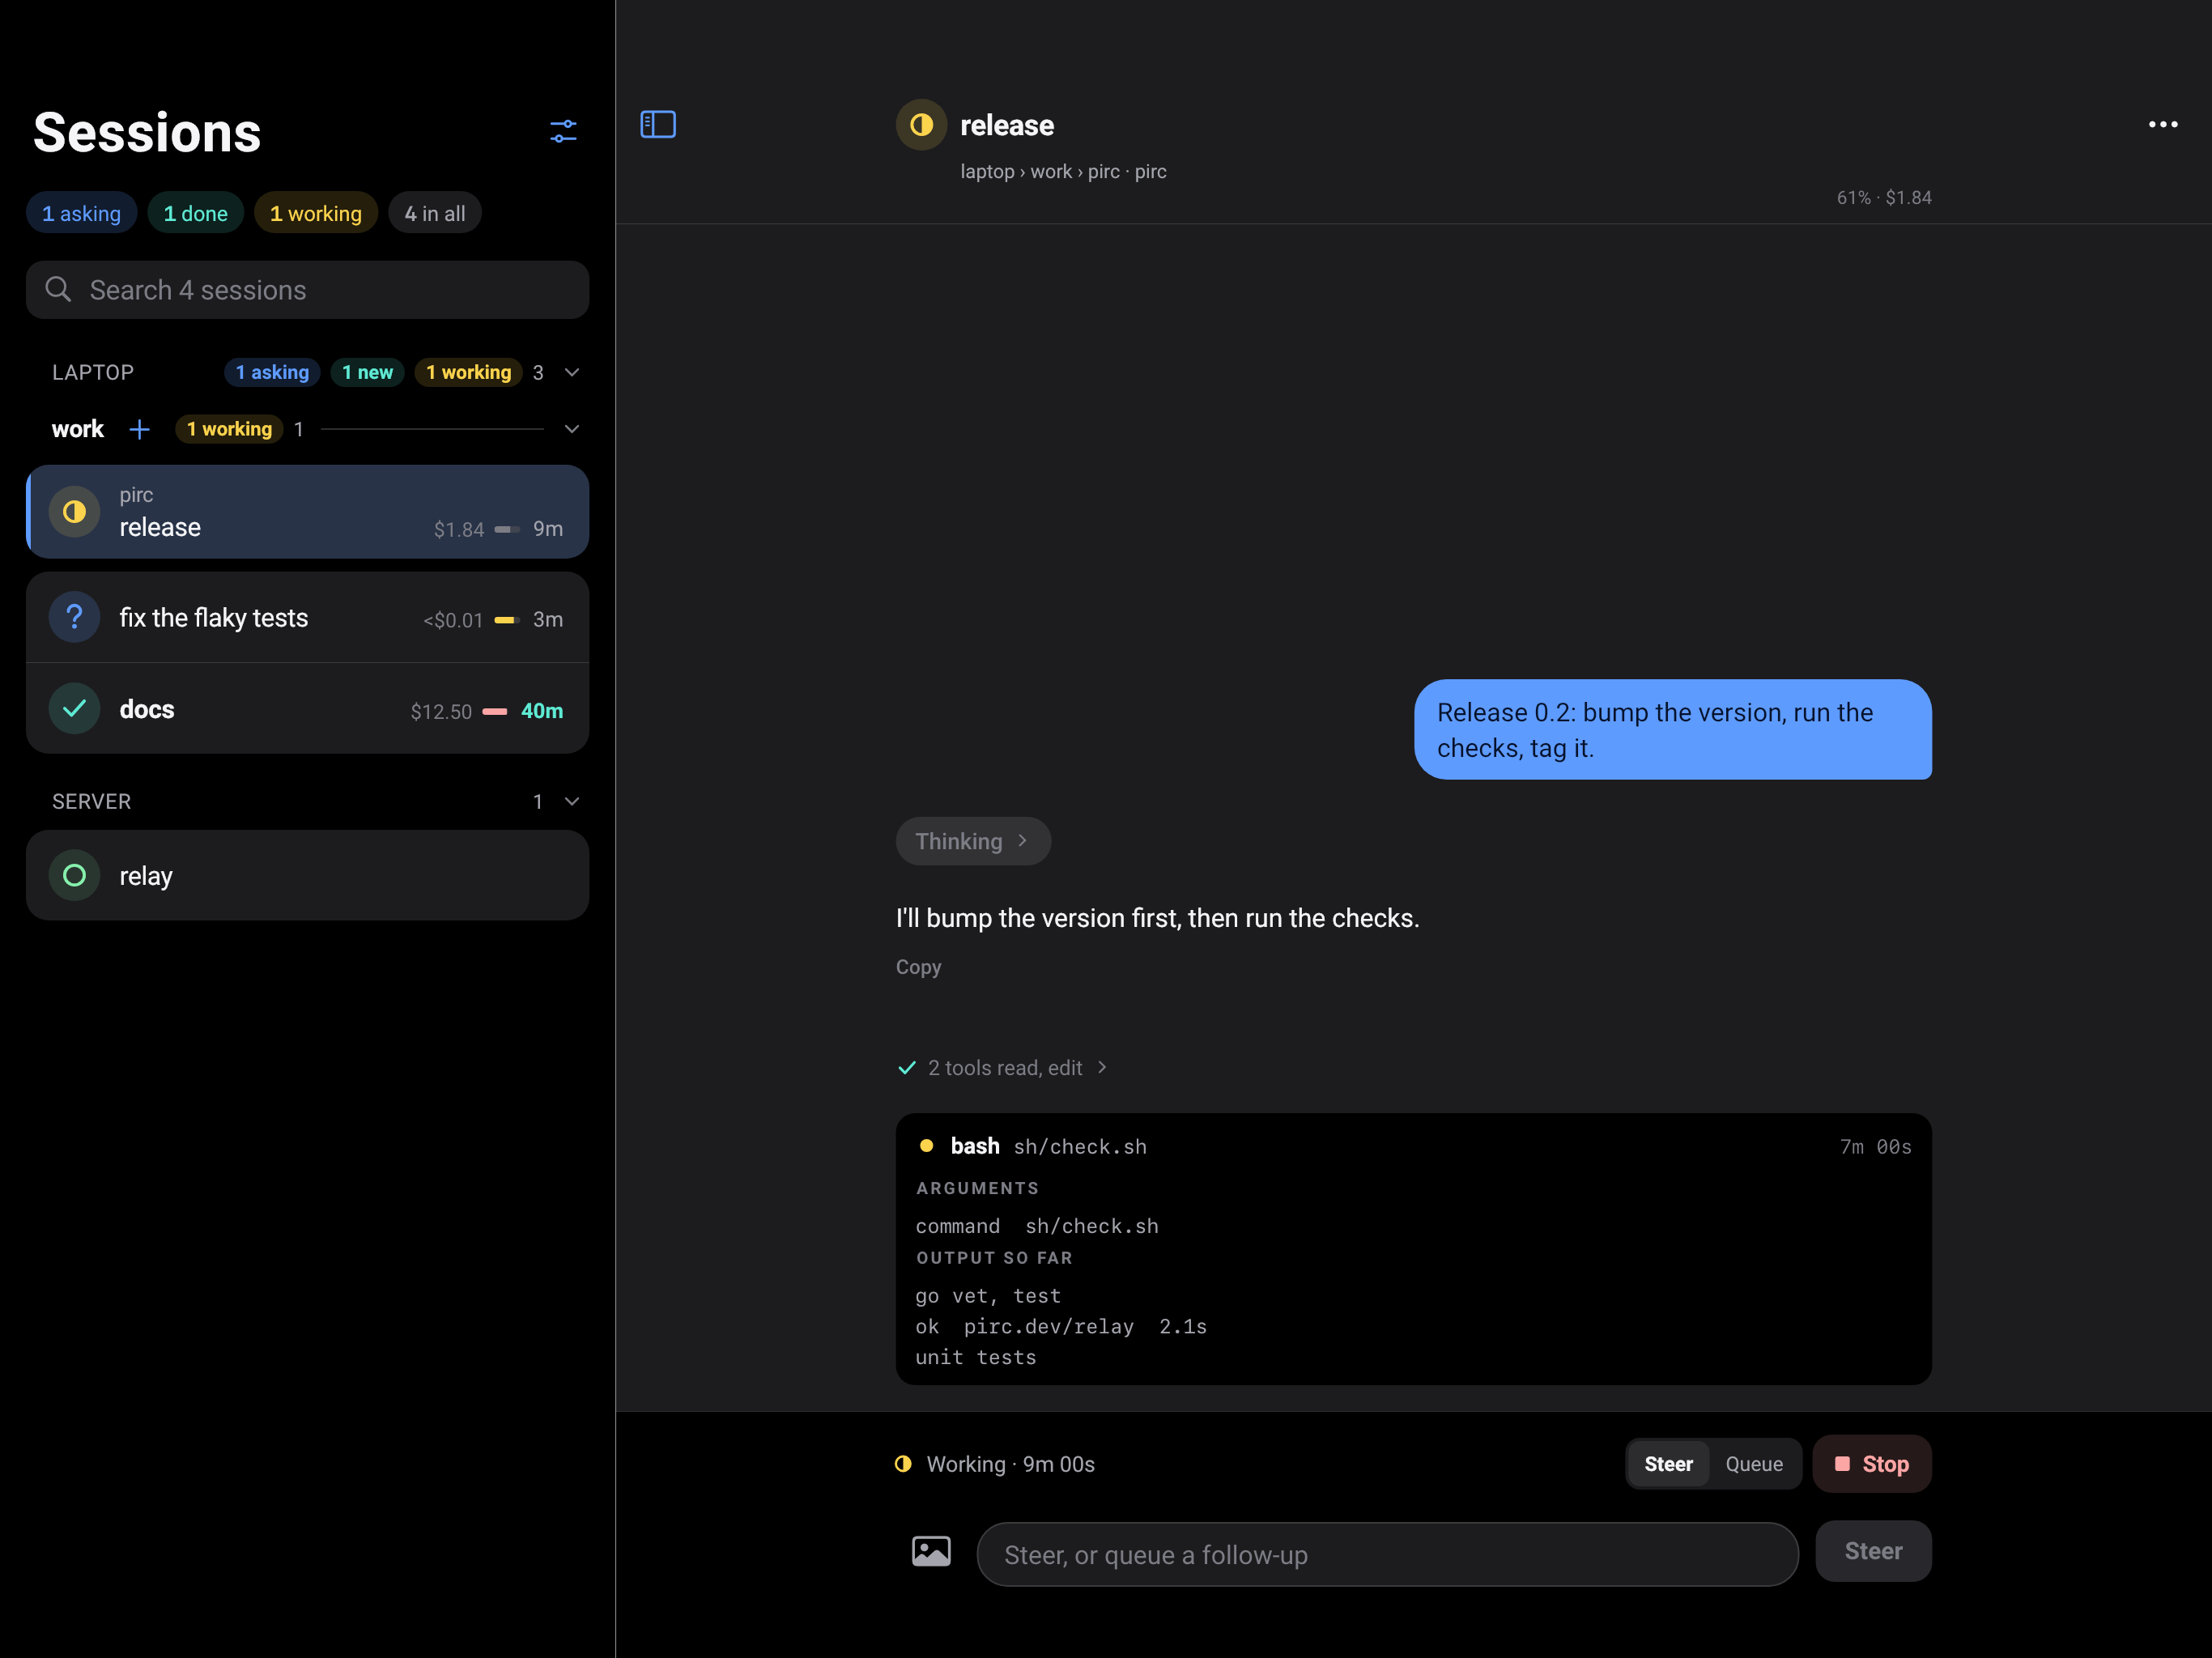 Sessions
1 asking
1 done
1 working
4 in all
Search 4 sessions
LAPTOP 1 asking 1 new 1 working 3
work 1 working 1
pirc
release $1.84 9m
? fix the flaky tests <$0.01 3m
docs $12.50 40m
SERVER 1
relay
release
laptop › work › pirc · pirc
61% · $1.84
Release 0.2: bump the version, run the
checks, tag it.
Thinking
I'll bump the version first, then run the checks.
Copy
2 tools read, edit
bash sh/check.sh 7m 00s
ARGUMENTS
command sh/check.sh
OUTPUT SO FAR
go vet, test
ok pirc.dev/relay 2.1s
unit tests
Working · 9m 00s
Steer Queue Stop
Steer, or queue a follow-up Steer